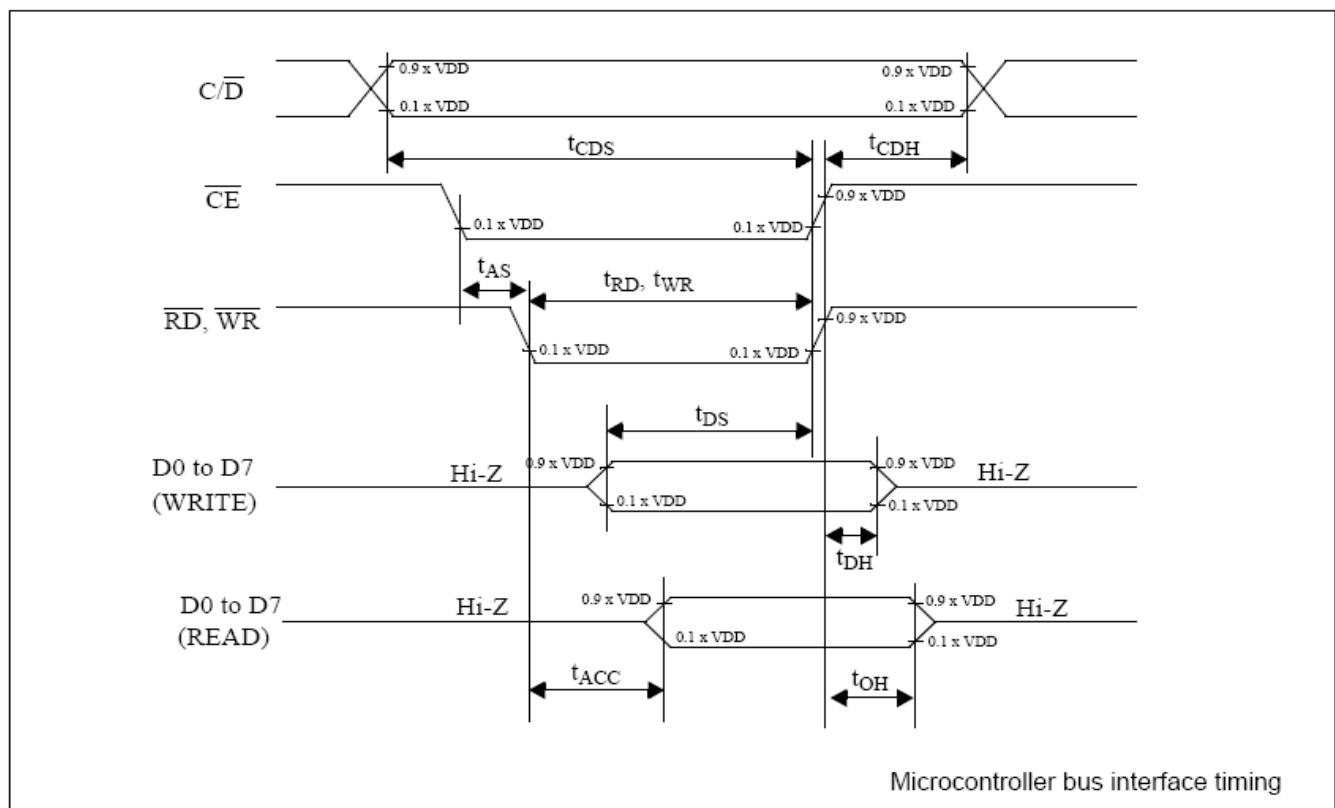 C/D̅
0.9 x VDD 0.9 x VDD
0.1 x VDD 0.1 x VDD
tCDS tCDH
C̅E̅
0.9 x VDD
0.1 x VDD 0.1 x VDD
tAS tRD, tWR
R̅D̅, W̅R̅
0.9 x VDD
0.1 x VDD 0.1 x VDD
tDS
D0 to D7
(WRITE)
Hi-Z 0.9 x VDD 0.9 x VDD Hi-Z
0.1 x VDD 0.1 x VDD
tDH
D0 to D7
(READ)
Hi-Z 0.9 x VDD 0.9 x VDD Hi-Z
0.1 x VDD 0.1 x VDD
tACC tOH
Microcontroller bus interface timing